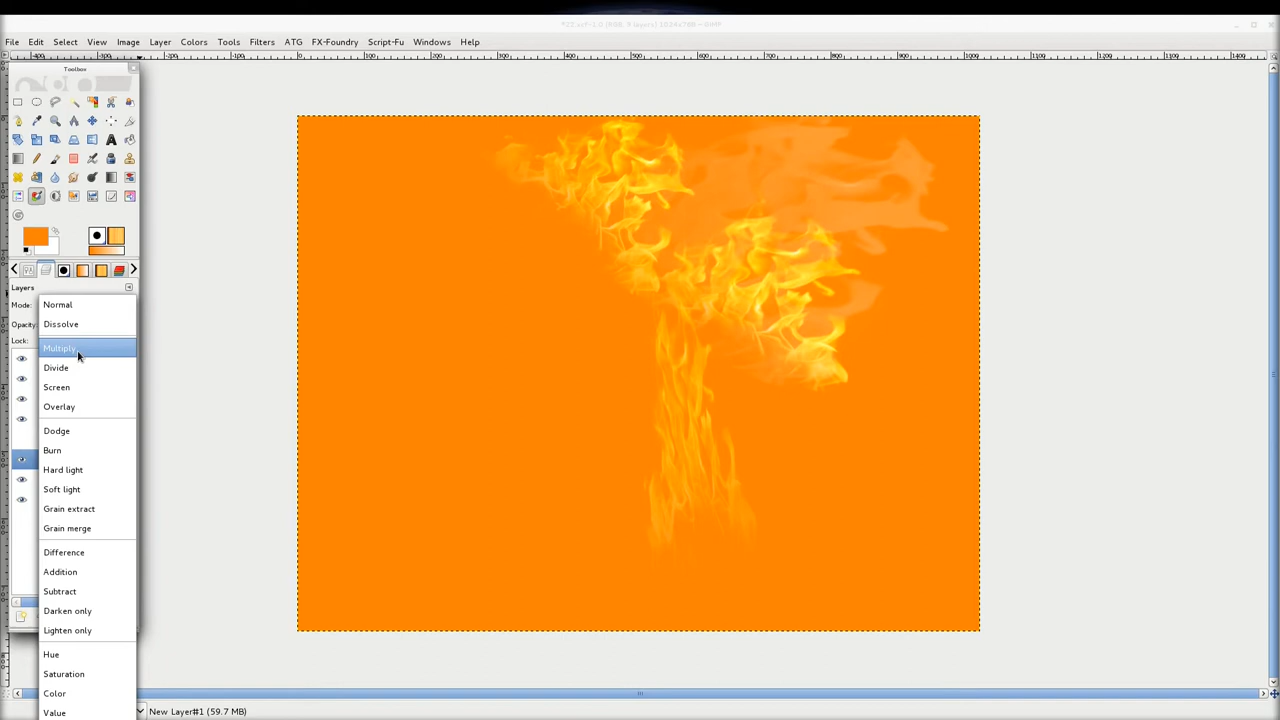 File Edit Select View Image Layer Colors Tools Filters ATG FX-Foundry Script-Fu Windows Help
Toolbox
Layers
Mode:
Normal
Opacity:
Dissolve
Lock:
Multiply
Divide
Screen
Overlay
Dodge
Burn
Hard light
Soft light
Grain extract
Grain merge
Difference
Addition
Subtract
Darken only
Lighten only
Hue
Saturation
Color
Value
New Layer#1 (59.7 MB)